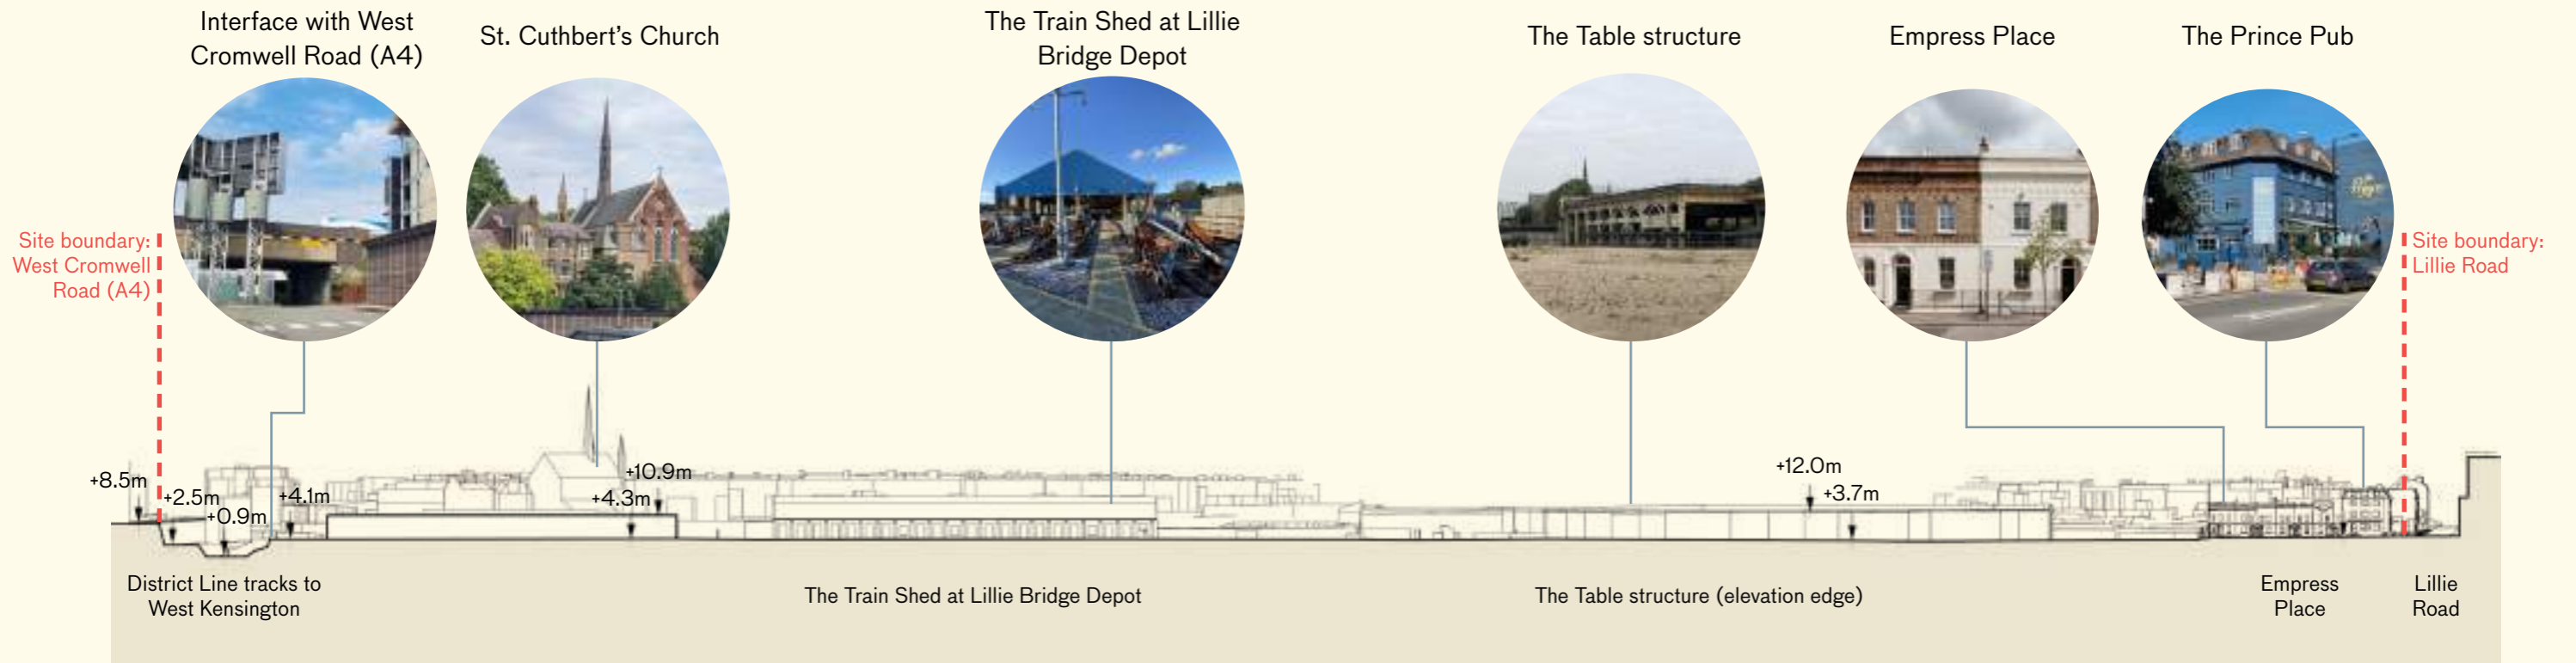 Interface with West
Cromwell Road (A4)
St. Cuthbert’s Church
The Train Shed at Lillie
Bridge Depot
The Table structure
Empress Place
The Prince Pub
Site boundary:
West Cromwell
Road (A4)
Site boundary:
Lillie Road
+8.5m
+2.5m
+0.9m
+4.1m
+10.9m
+4.3m
+12.0m
+3.7m
District Line tracks to
West Kensington
The Train Shed at Lillie Bridge Depot
The Table structure (elevation edge)
Empress
Place
Lillie
Road